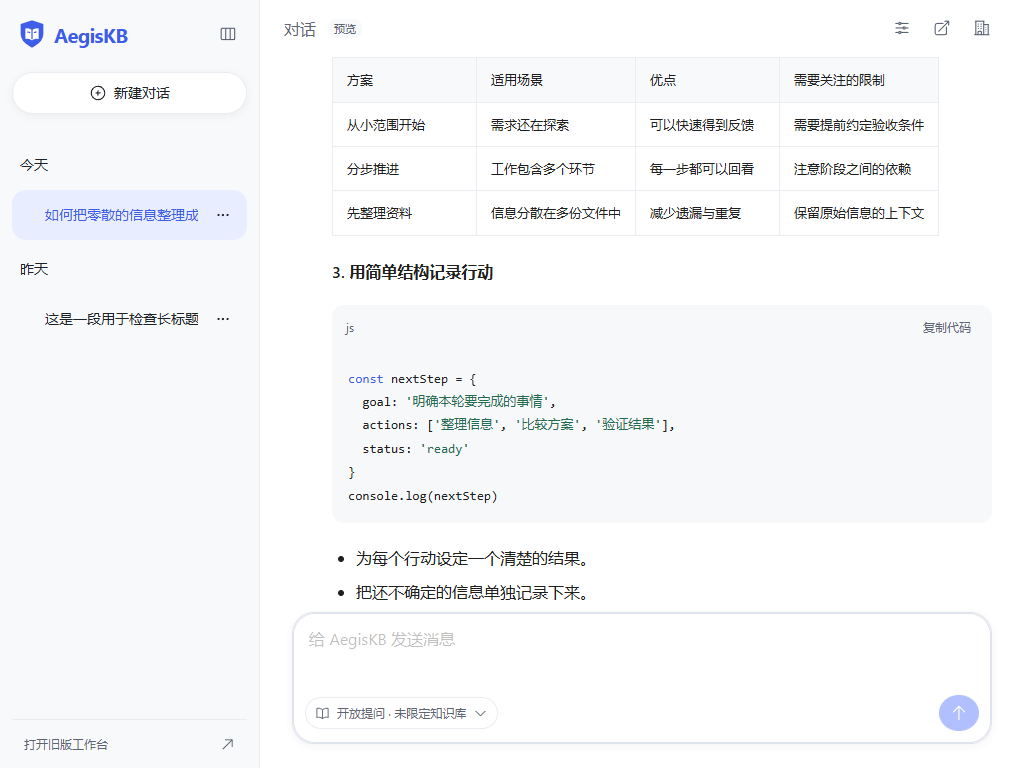 AegisKB
新建对话
今天
如何把零散的信息整理成
昨天
这是一段用于检查长标题
打开旧版工作台
对话 预览
方案 适用场景 优点 需要关注的限制
从小范围开始 需求还在探索 可以快速得到反馈 需要提前约定验收条件
分步推进 工作包含多个环节 每一步都可以回看 注意阶段之间的依赖
先整理资料 信息分散在多份文件中 减少遗漏与重复 保留原始信息的上下文
3. 用简单结构记录行动
js 复制代码
const nextStep = {
  goal: '明确本轮要完成的事情',
  actions: ['整理信息', '比较方案', '验证结果'],
  status: 'ready'
}
console.log(nextStep)
• 为每个行动设定一个清楚的结果。
• 把还不确定的信息单独记录下来。
给 AegisKB 发送消息
开放提问 · 未限定知识库